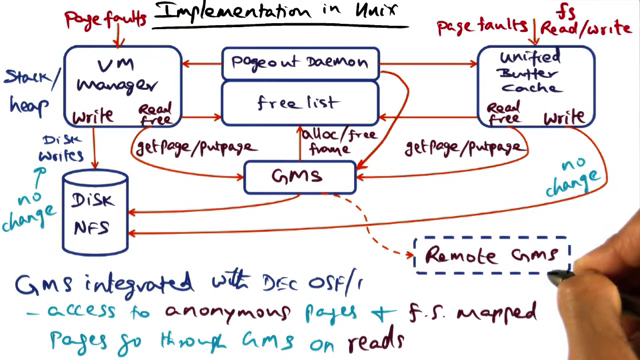 Implementation in Unix
Page faults
Page faults
fs
Read/write
VM
Manager
Write
Read
free
Stack/
heap
Pageout Daemon
free list
Unified
Buffer
Cache
Read
free
Write
Disk
Writes
no
change
getpage/putpage
alloc/free
frame
getpage/putpage
no
change
GMS
DISK
NFS
Remote GMS
GMS integrated with DEC OSF/1
- access to anonymous pages + f.s. mapped
pages go through GMS on reads